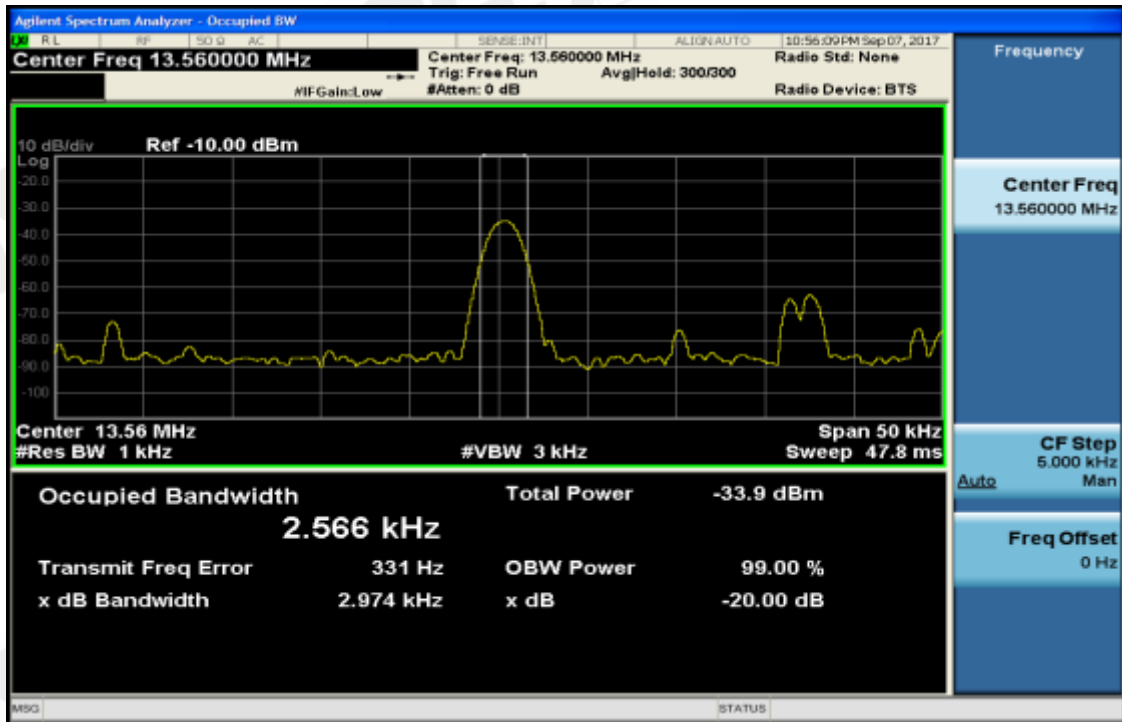 Agilent Spectrum Analyzer - Occupied BW
RL RF 50 Ω AC SENSE:INT ALIGN AUTO 10:56:09 PM Sep 07, 2017
Center Freq 13.560000 MHz
Center Freq: 13.560000 MHz
Radio Std: None
Trig: Free Run Avg|Hold: 300/300
#IFGain:Low #Atten: 0 dB
Radio Device: BTS
Frequency
10 dB/div Ref -10.00 dBm
Log
-20.0
-30.0
-40.0
-50.0
-60.0
-70.0
-80.0
-90.0
-100
Center 13.56 MHz Span 50 kHz
#Res BW 1 kHz #VBW 3 kHz Sweep 47.8 ms
Center Freq
13.560000 MHz
CF Step
5.000 kHz
Auto Man
Freq Offset
0 Hz
Occupied Bandwidth Total Power -33.9 dBm
2.566 kHz
Transmit Freq Error 331 Hz OBW Power 99.00 %
x dB Bandwidth 2.974 kHz x dB -20.00 dB
MSG STATUS